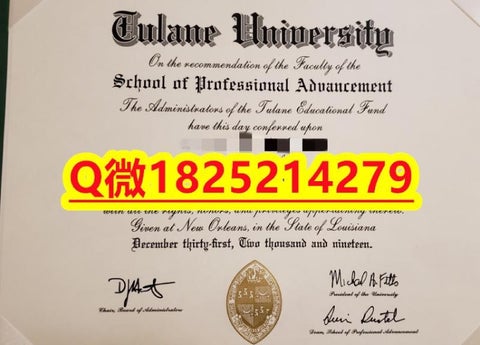 Tulane University
On the recommendation of the Faculty of the
School of Professional Advancement
The Administrators of the Tulane Educational Fund
have this day conferred upon
Q微1825214279
with all the rights, honors, and privileges appertaining thereto.
Given at New Orleans, in the State of Louisiana
December thirty-first, Two thousand and nineteen.
Chair, Board of Administrators
President of the University
Dean, School of Professional Advancement